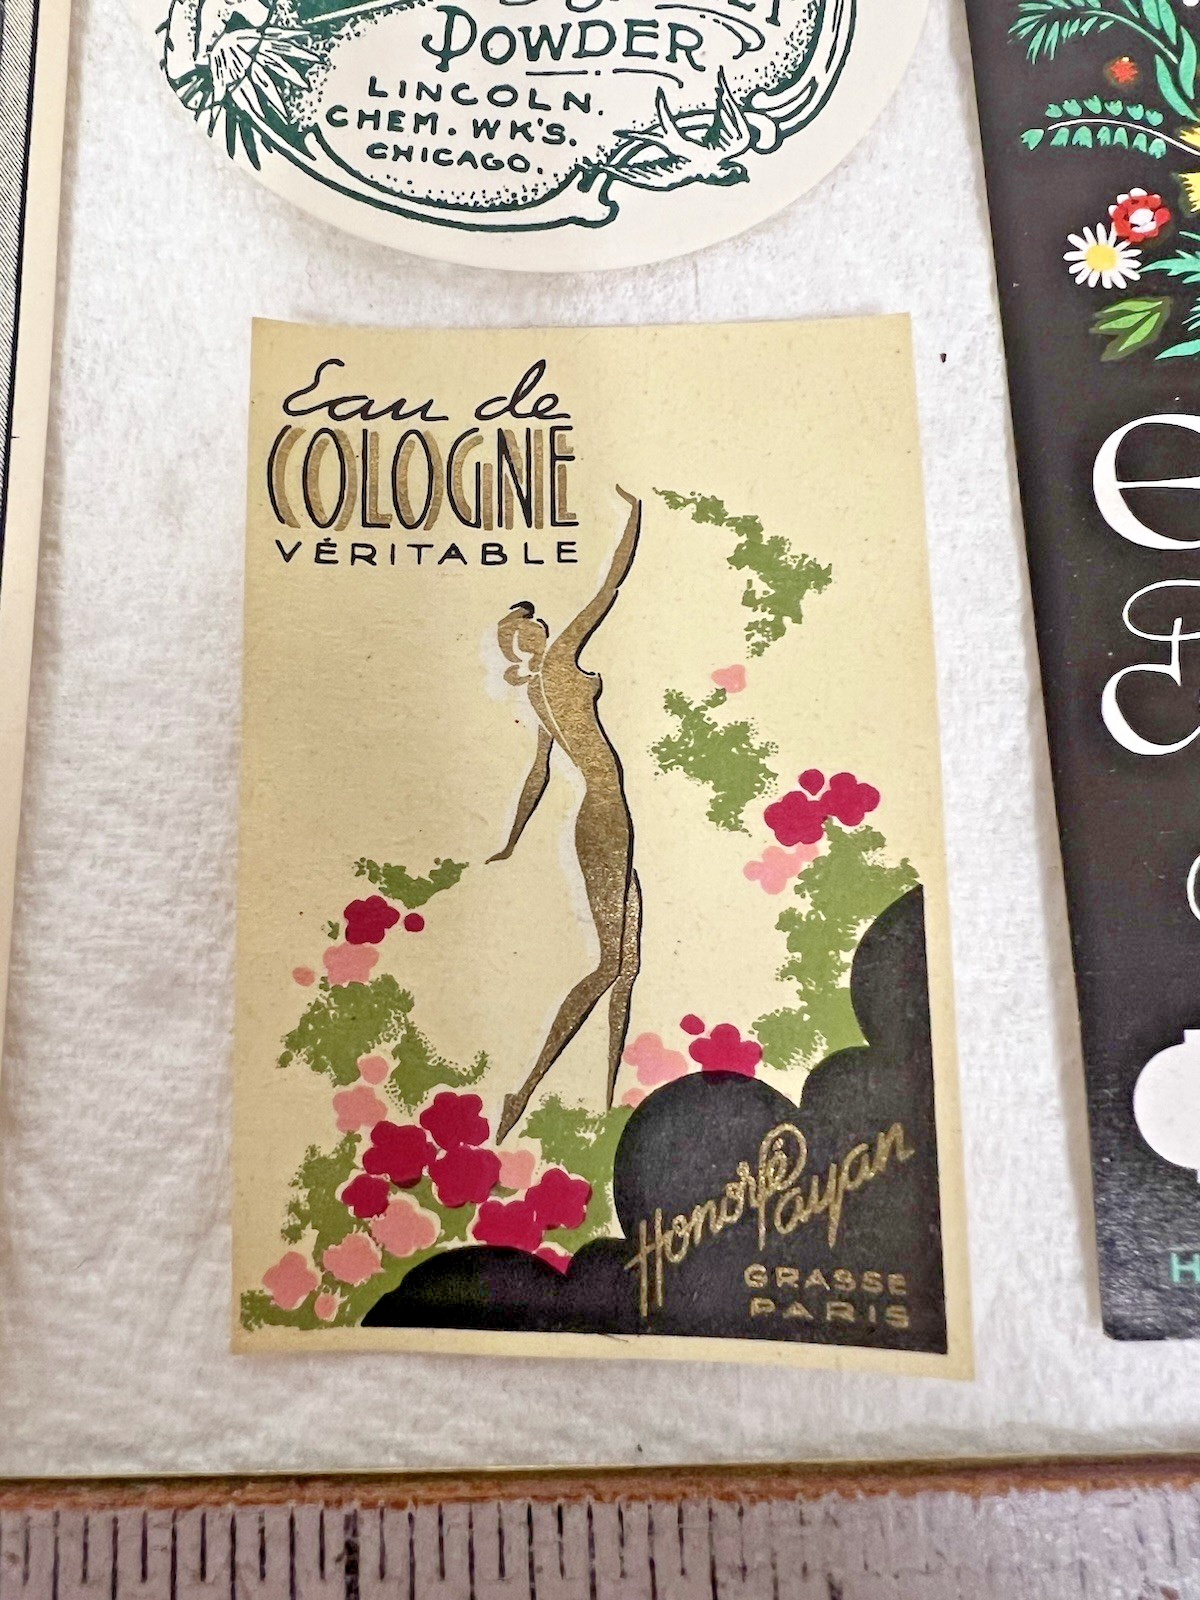 POWDER
LINCOLN.
CHEM. WK'S.
CHICAGO.
Eau de
COLOGNE
VÉRITABLE
Honoré Payan
GRASSE
PARIS
H